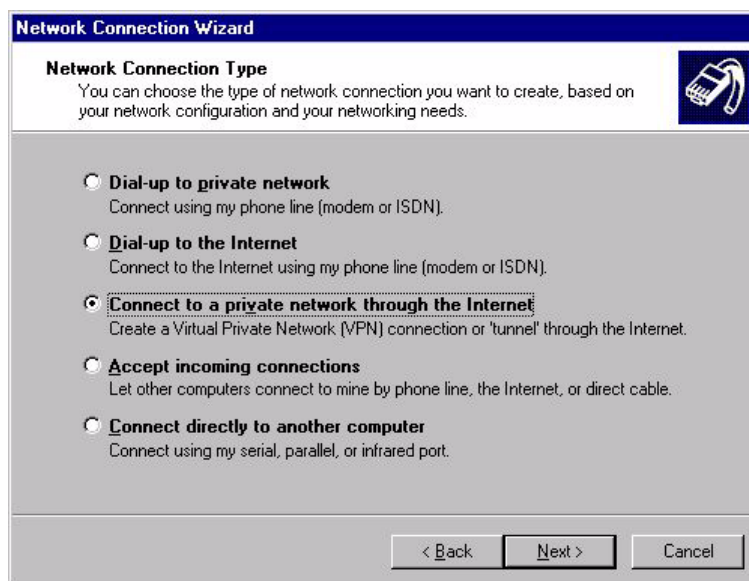 Network Connection Wizard
Network Connection Type
You can choose the type of network connection you want to create, based on
your network configuration and your networking needs.
Dial-up to private network
Connect using my phone line (modem or ISDN).
Dial-up to the Internet
Connect to the Internet using my phone line (modem or ISDN).
Connect to a private network through the Internet
Create a Virtual Private Network (VPN) connection or 'tunnel' through the Internet.
Accept incoming connections
Let other computers connect to mine by phone line, the Internet, or direct cable.
Connect directly to another computer
Connect using my serial, parallel, or infrared port.
< Back Next > Cancel